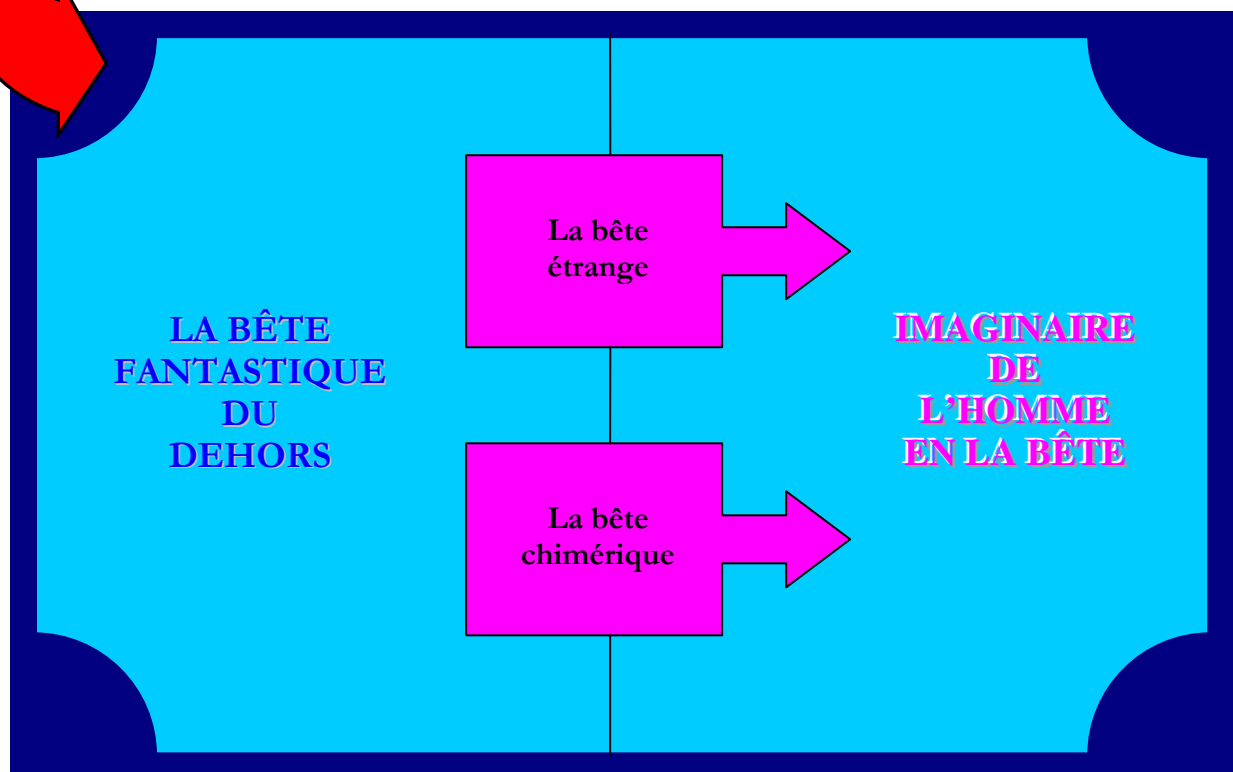 LA BÊTE
FANTASTIQUE
DU
DEHORS
La bête
étrange
La bête
chimérique
IMAGINAIRE
DE
L’HOMME
EN LA BÊTE